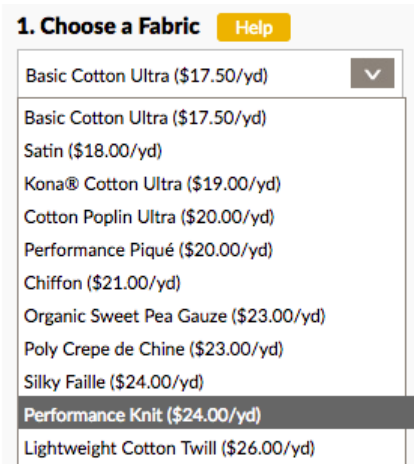 1. Choose a Fabric Help
Basic Cotton Ultra ($17.50/yd)
Basic Cotton Ultra ($17.50/yd)
Satin ($18.00/yd)
Kona® Cotton Ultra ($19.00/yd)
Cotton Poplin Ultra ($20.00/yd)
Performance Piqué ($20.00/yd)
Chiffon ($21.00/yd)
Organic Sweet Pea Gauze ($23.00/yd)
Poly Crepe de Chine ($23.00/yd)
Silky Faille ($24.00/yd)
Performance Knit ($24.00/yd)
Lightweight Cotton Twill ($26.00/yd)